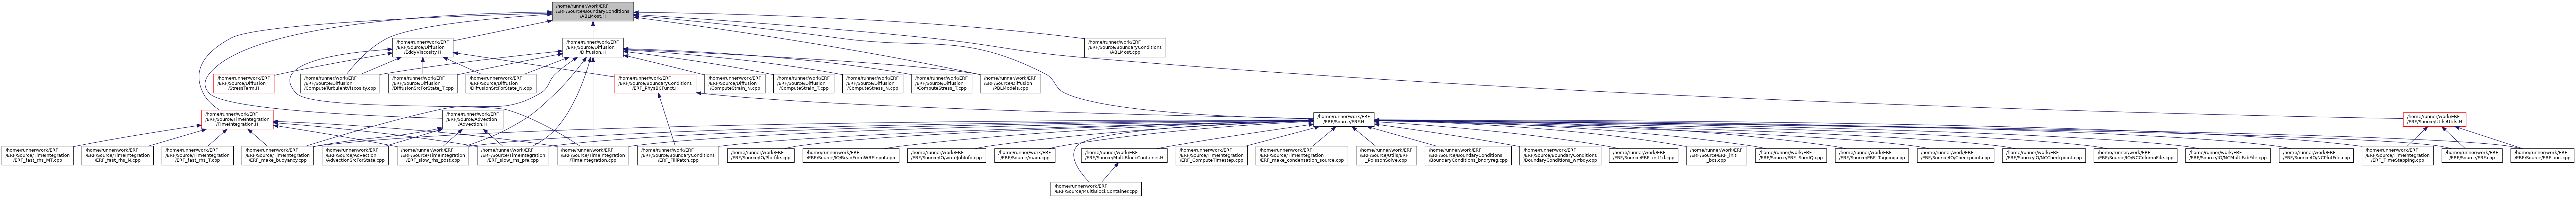 /home/runner/work/ERF
/ERF/Source/BoundaryConditions
/ABLMost.H
/home/runner/work/ERF
/ERF/Source/Diffusion
/EddyViscosity.H
/home/runner/work/ERF
/ERF/Source/Diffusion
/Diffusion.H
/home/runner/work/ERF
/ERF/Source/BoundaryConditions
/ABLMost.cpp
/home/runner/work/ERF
/ERF/Source/Diffusion
/StressTerm.H
/home/runner/work/ERF
/ERF/Source/Diffusion
/ComputeTurbulentViscosity.cpp
/home/runner/work/ERF
/ERF/Source/Diffusion
/DiffusionSrcForState_T.cpp
/home/runner/work/ERF
/ERF/Source/Diffusion
/DiffusionSrcForState_N.cpp
/home/runner/work/ERF
/ERF/Source/BoundaryConditions
/ERF_PhysBCFunct.H
/home/runner/work/ERF
/ERF/Source/Diffusion
/ComputeStrain_N.cpp
/home/runner/work/ERF
/ERF/Source/Diffusion
/ComputeStrain_T.cpp
/home/runner/work/ERF
/ERF/Source/Diffusion
/ComputeStress_N.cpp
/home/runner/work/ERF
/ERF/Source/Diffusion
/ComputeStress_T.cpp
/home/runner/work/ERF
/ERF/Source/Diffusion
/PBLModels.cpp
/home/runner/work/ERF
/ERF/Source/TimeIntegration
/TimeIntegration.H
/home/runner/work/ERF
/ERF/Source/Advection
/Advection.H
/home/runner/work/ERF
/ERF/Source/ERF.H
/home/runner/work/ERF
/ERF/Source/Utils/Utils.H
/home/runner/work/ERF
/ERF/Source/TimeIntegration
/ERF_fast_rhs_MT.cpp
/home/runner/work/ERF
/ERF/Source/TimeIntegration
/ERF_fast_rhs_N.cpp
/home/runner/work/ERF
/ERF/Source/TimeIntegration
/ERF_fast_rhs_T.cpp
/home/runner/work/ERF
/ERF/Source/TimeIntegration
/ERF_make_buoyancy.cpp
/home/runner/work/ERF
/ERF/Source/Advection
/AdvectionSrcForState.cpp
/home/runner/work/ERF
/ERF/Source/TimeIntegration
/ERF_slow_rhs_post.cpp
/home/runner/work/ERF
/ERF/Source/TimeIntegration
/ERF_slow_rhs_pre.cpp
/home/runner/work/ERF
/ERF/Source/TimeIntegration
/TimeIntegration.cpp
/home/runner/work/ERF
/ERF/Source/BoundaryConditions
/ERF_FillPatch.cpp
/home/runner/work/ERF
/ERF/Source/IO/Plotfile.cpp
/home/runner/work/ERF
/ERF/Source/IO/ReadFromWRFInput.cpp
/home/runner/work/ERF
/ERF/Source/IO/writeJobInfo.cpp
/home/runner/work/ERF
/ERF/Source/main.cpp
/home/runner/work/ERF
/ERF/Source/MultiBlockContainer.H
/home/runner/work/ERF
/ERF/Source/TimeIntegration
/ERF_ComputeTimestep.cpp
/home/runner/work/ERF
/ERF/Source/TimeIntegration
/ERF_make_condensation_source.cpp
/home/runner/work/ERF
/ERF/Source/Utils/ERF
_PoissonSolve.cpp
/home/runner/work/ERF
/ERF/Source/BoundaryConditions
/BoundaryConditions_bndryreg.cpp
/home/runner/work/ERF
/ERF/Source/BoundaryConditions
/BoundaryConditions_wrfbdy.cpp
/home/runner/work/ERF
/ERF/Source/ERF_init1d.cpp
/home/runner/work/ERF
/ERF/Source/ERF_init
_bcs.cpp
/home/runner/work/ERF
/ERF/Source/ERF_SumIQ.cpp
/home/runner/work/ERF
/ERF/Source/ERF_Tagging.cpp
/home/runner/work/ERF
/ERF/Source/IO/Checkpoint.cpp
/home/runner/work/ERF
/ERF/Source/IO/NCCheckpoint.cpp
/home/runner/work/ERF
/ERF/Source/IO/NCColumnFile.cpp
/home/runner/work/ERF
/ERF/Source/IO/NCMultiFabFile.cpp
/home/runner/work/ERF
/ERF/Source/IO/NCPlotFile.cpp
/home/runner/work/ERF
/ERF/Source/TimeIntegration
/ERF_TimeStepping.cpp
/home/runner/work/ERF
/ERF/Source/ERF.cpp
/home/runner/work/ERF
/ERF/Source/ERF_init.cpp
/home/runner/work/ERF
/ERF/Source/MultiBlockContainer.cpp